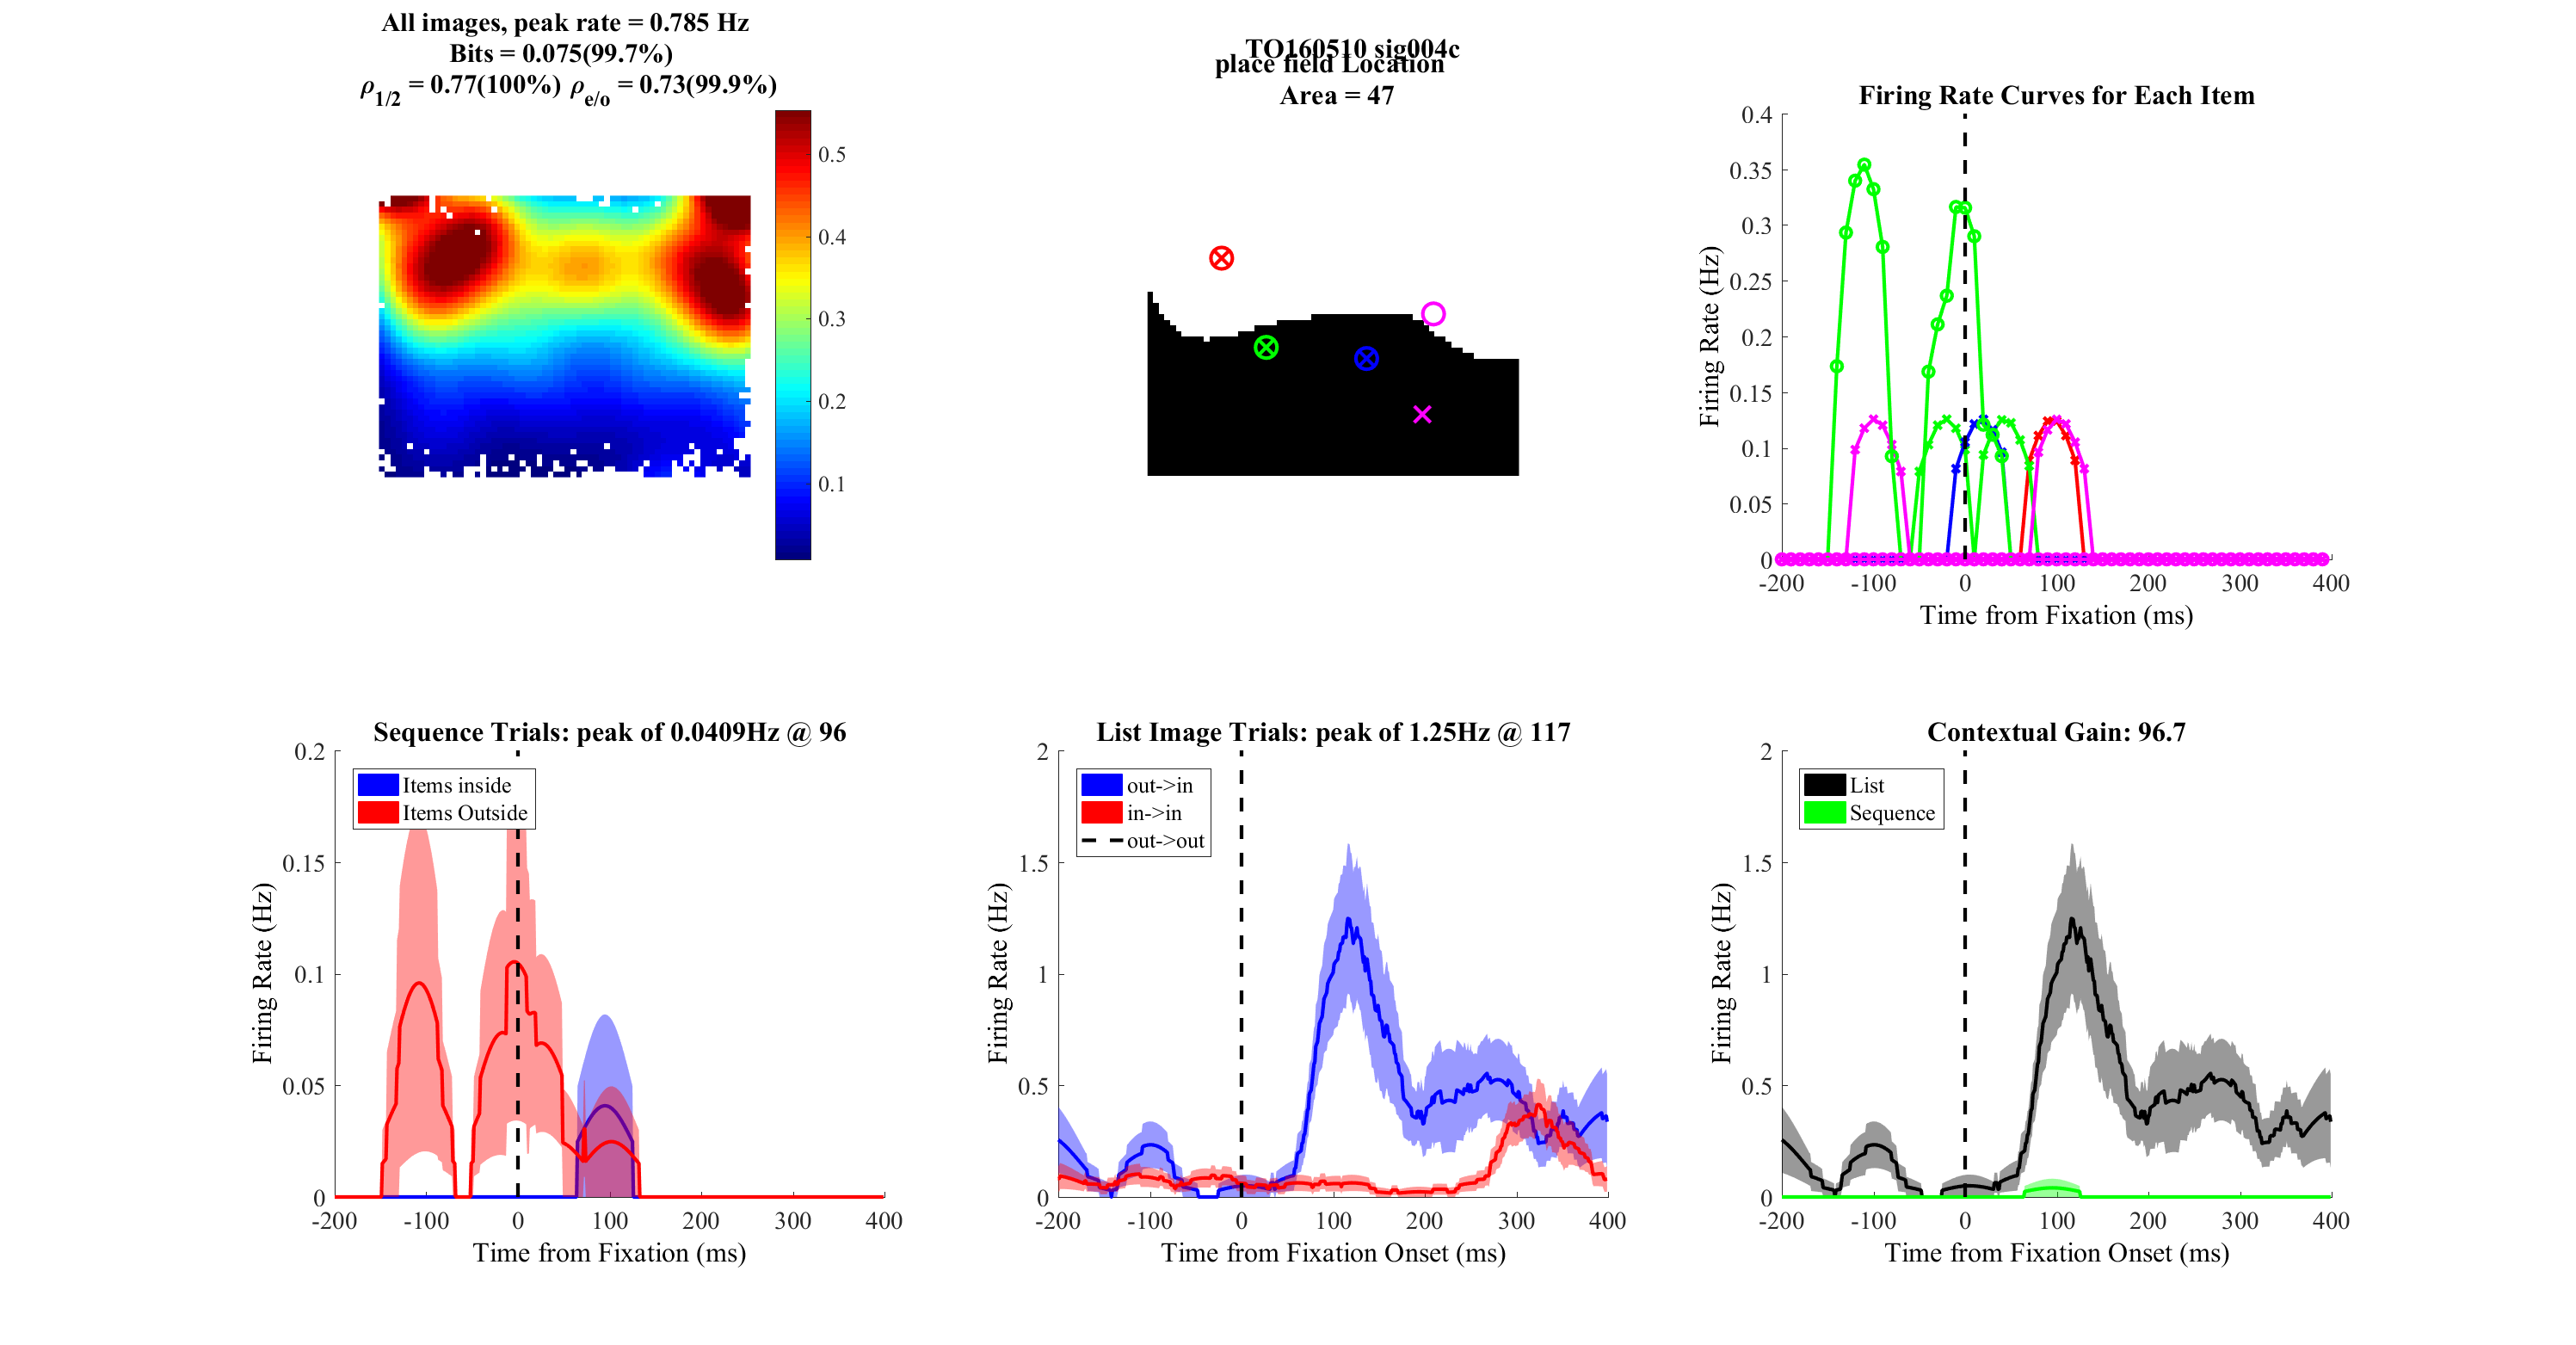 All images, peak rate = 0.785 Hz
Bits = 0.075(99.7%)
ρ1/2 = 0.77(100%) ρe/o = 0.73(99.9%)
0.5
0.4
0.3
0.2
0.1
TO160510 sig004c
place field Location
Area = 47
Firing Rate Curves for Each Item
0.4
0.35
0.3
0.25
0.2
0.15
0.1
0.05
0
Firing Rate (Hz)
-200 -100 0 100 200 300 400
Time from Fixation (ms)
Sequence Trials: peak of 0.0409Hz @ 96
Items inside
Items Outside
0.2
0.15
0.1
0.05
0
Firing Rate (Hz)
-200 -100 0 100 200 300 400
Time from Fixation (ms)
List Image Trials: peak of 1.25Hz @ 117
out->in
in->in
out->out
2
1.5
1
0.5
0
Firing Rate (Hz)
-200 -100 0 100 200 300 400
Time from Fixation Onset (ms)
Contextual Gain: 96.7
List
Sequence
2
1.5
1
0.5
0
Firing Rate (Hz)
-200 -100 0 100 200 300 400
Time from Fixation Onset (ms)